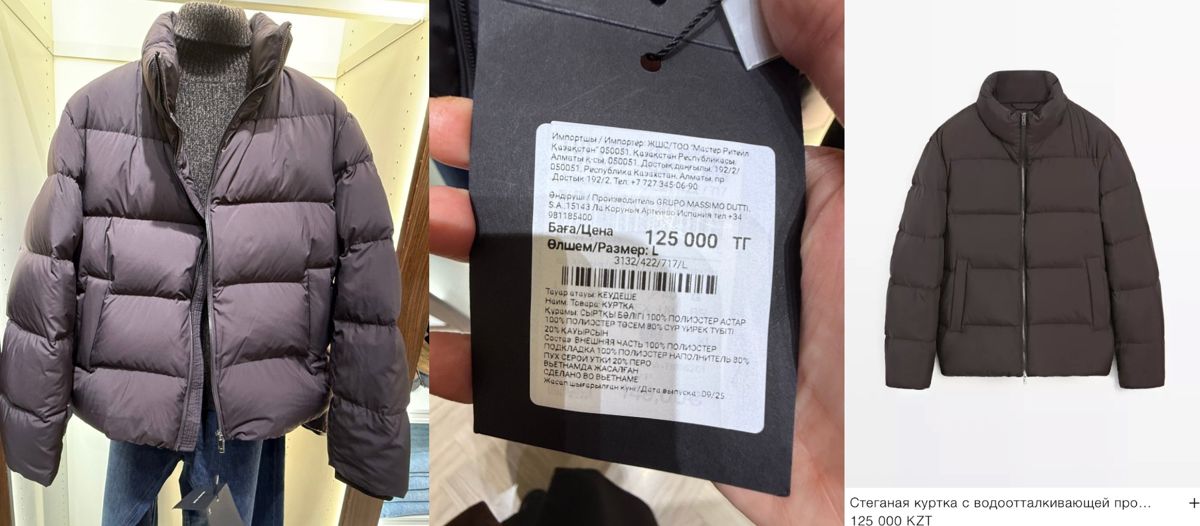 Импортшы / Импортер: ЖШС/ТОО "Мастер Ритейл
Казақстан" 050051, Қазақстан Республикасы,
Алматы қ-сы, 050051, Достық даңғылы, 192/2/
050051, Республика Казахстан, Алматы, пр
Достык 192/2, Тел: +7 727 345-06-90
Әндіруші / Производитель GRUPO MASSIMO DUTTI,
S.A.,15143 Ла Корунья Артейхо Испания тел +34
981185400
Баға/Цена 125 000 ТГ
Өлшем/Размер: L
3132/422/717/L
Тауар атауы: КЕУДЕШЕ
Наим. Товара: КУРТКА
Құрамы: СЫРТҚЫ БӨЛІГІ 100% ПОЛИЭСТЕР АСТАР
100% ПОЛИЭСТЕР ТӨСЕМ 80% СҰР ҮЙРЕК ТҮБІТІ
20% ҚАУЫРСЫН
Состав: ВНЕШНЯЯ ЧАСТЬ 100% ПОЛИЭСТЕР
ПОДКЛАДКА 100% ПОЛИЭСТЕР НАПОЛНИТЕЛЬ 80%
ПУХ СЕРОЙ УТКИ 20% ПЕРО
ВЬЕТНАМДА ЖАСАЛҒАН
СДЕЛАНО ВО ВЬЕТНАМЕ
Жасап шығарылған күні/Дата выпуска: 09/25
Стеганая куртка с водоотталкивающей про... +
125 000 KZT